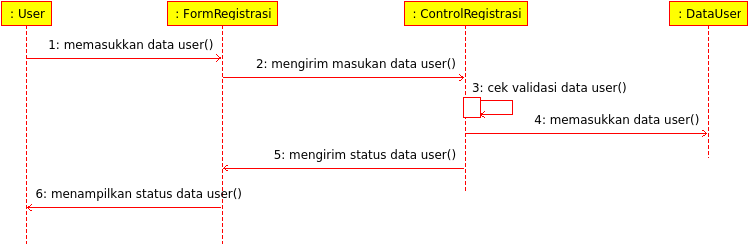 : User
: FormRegistrasi
: ControlRegistrasi
: DataUser
1: memasukkan data user()
2: mengirim masukan data user()
3: cek validasi data user()
4: memasukkan data user()
5: mengirim status data user()
6: menampilkan status data user()